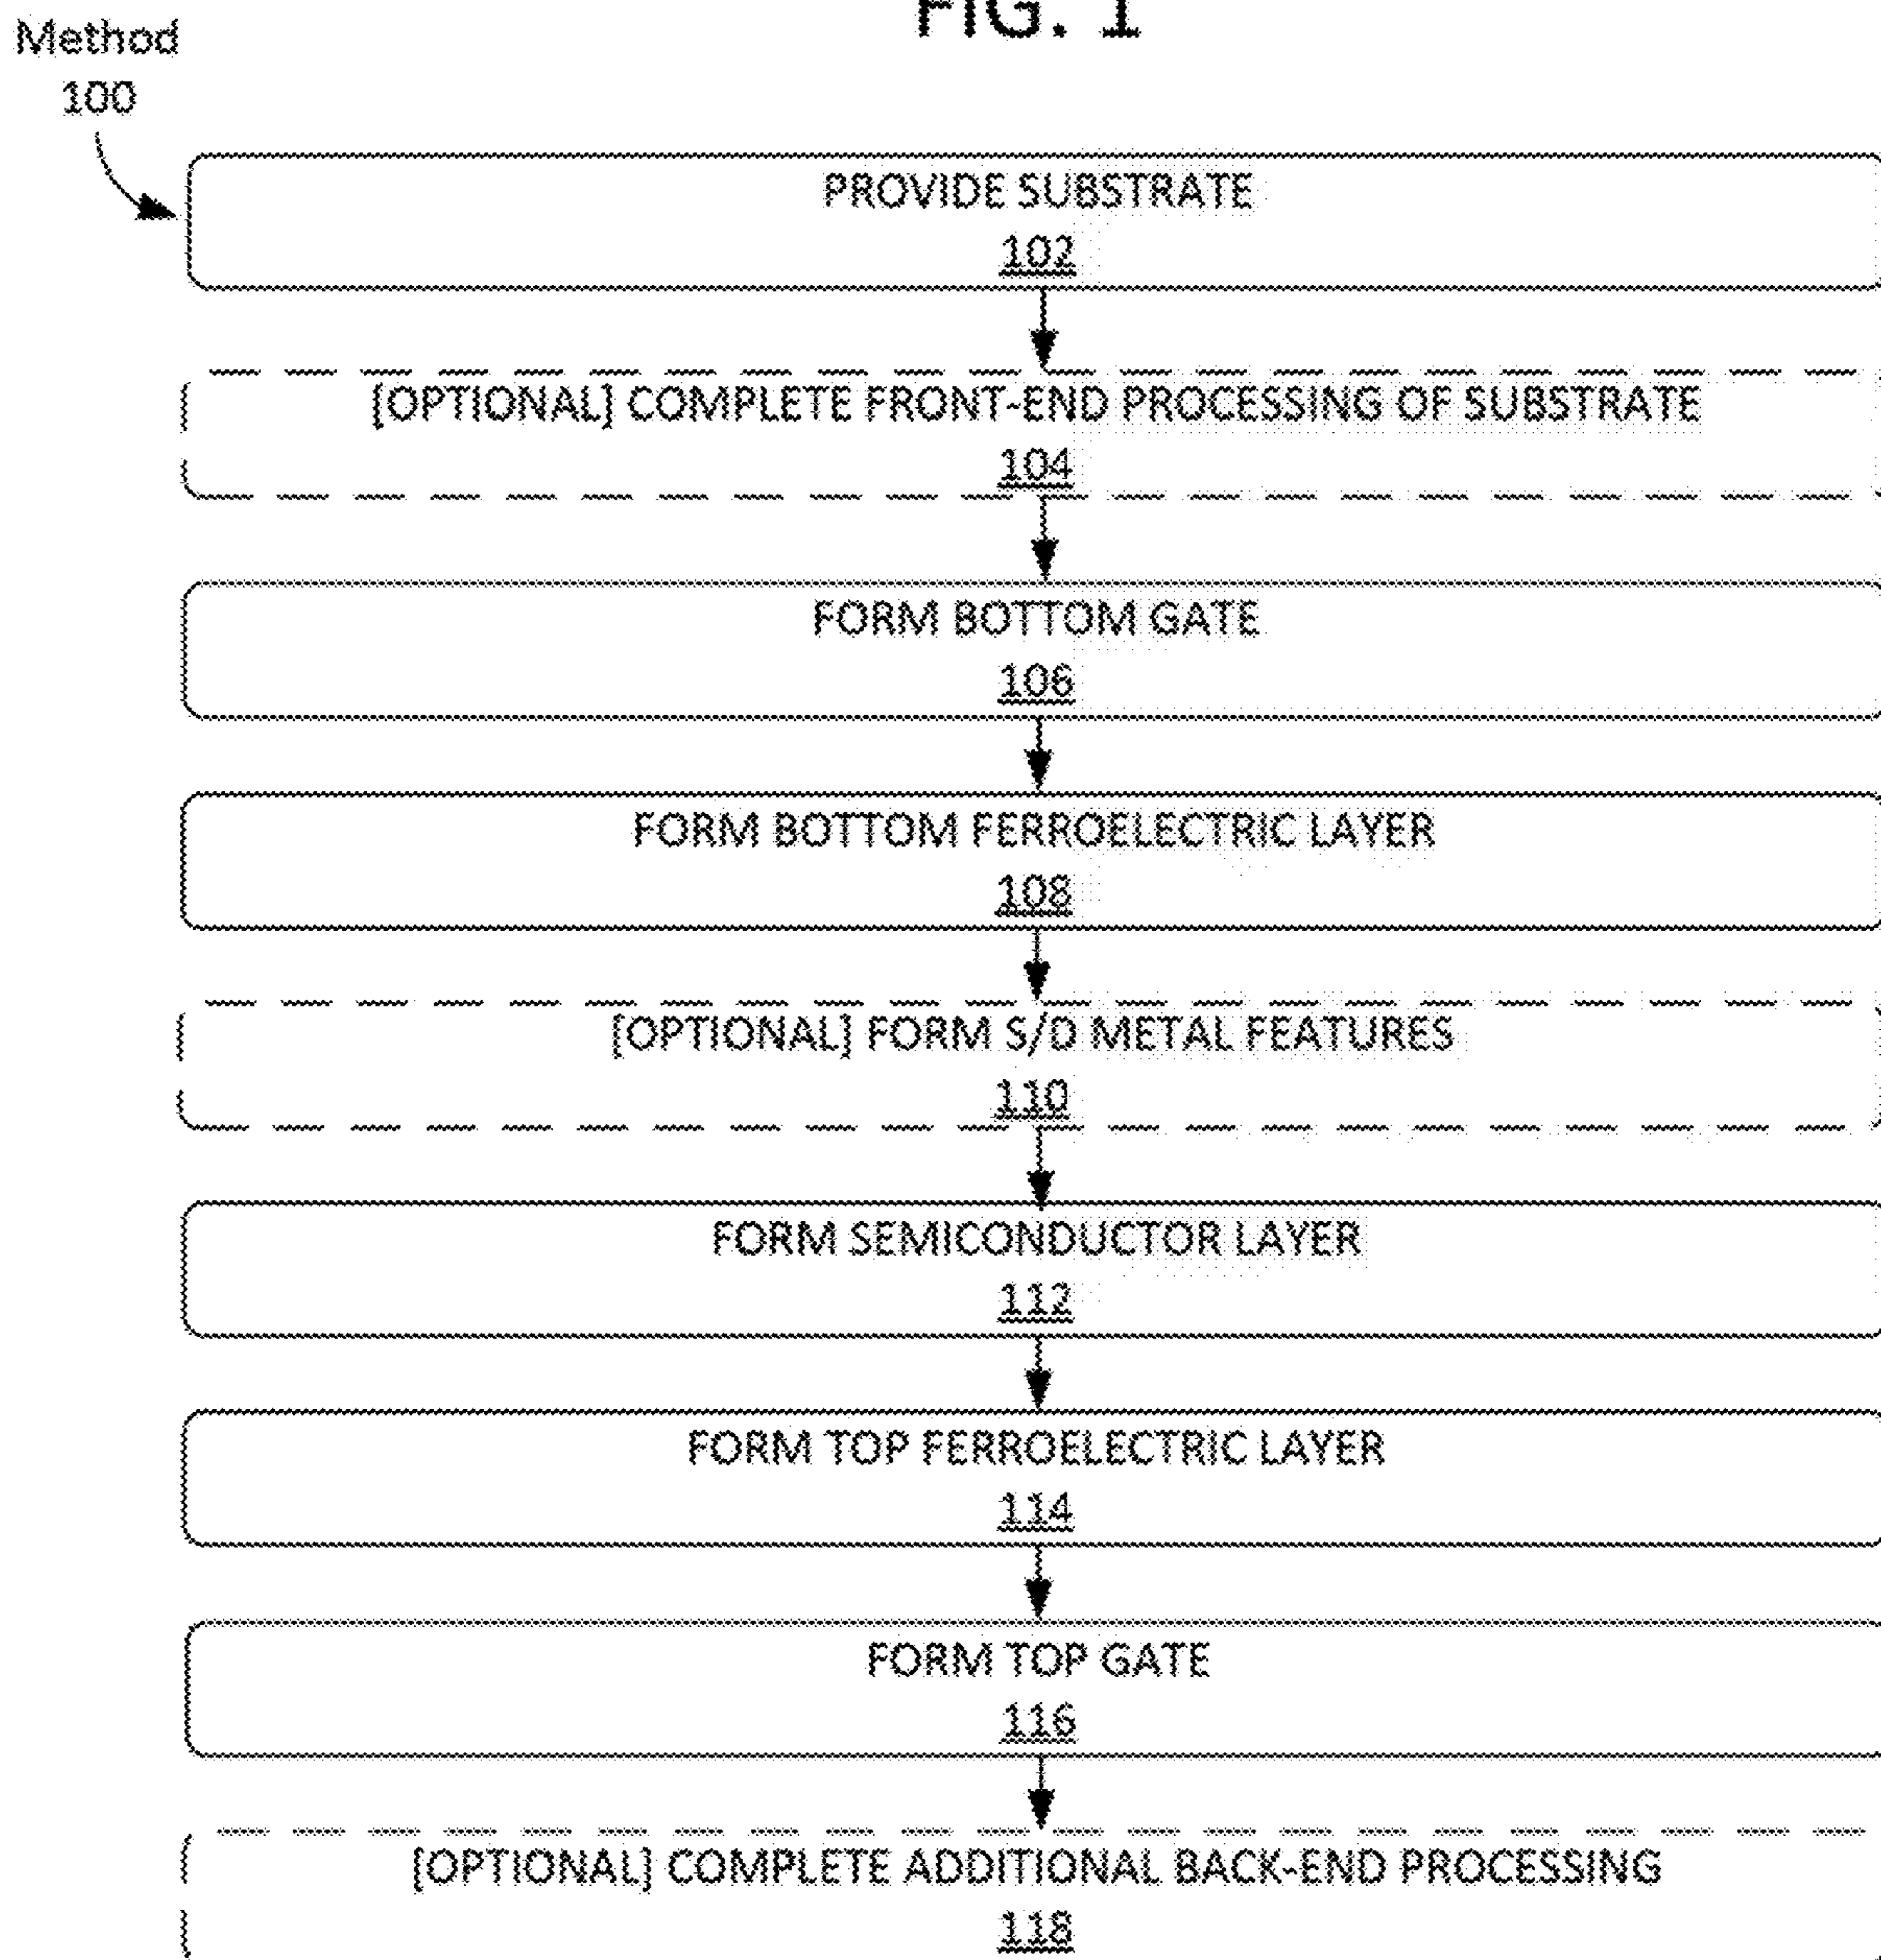 FIG. 1
Method
100
PROVIDE SUBSTRATE
102
[OPTIONAL] COMPLETE FRONT-END PROCESSING OF SUBSTRATE
104
FORM BOTTOM GATE
106
FORM BOTTOM FERROELECTRIC LAYER
108
[OPTIONAL] FORM S/D METAL FEATURES
110
FORM SEMICONDUCTOR LAYER
112
FORM TOP FERROELECTRIC LAYER
114
FORM TOP GATE
116
[OPTIONAL] COMPLETE ADDITIONAL BACK-END PROCESSING
118